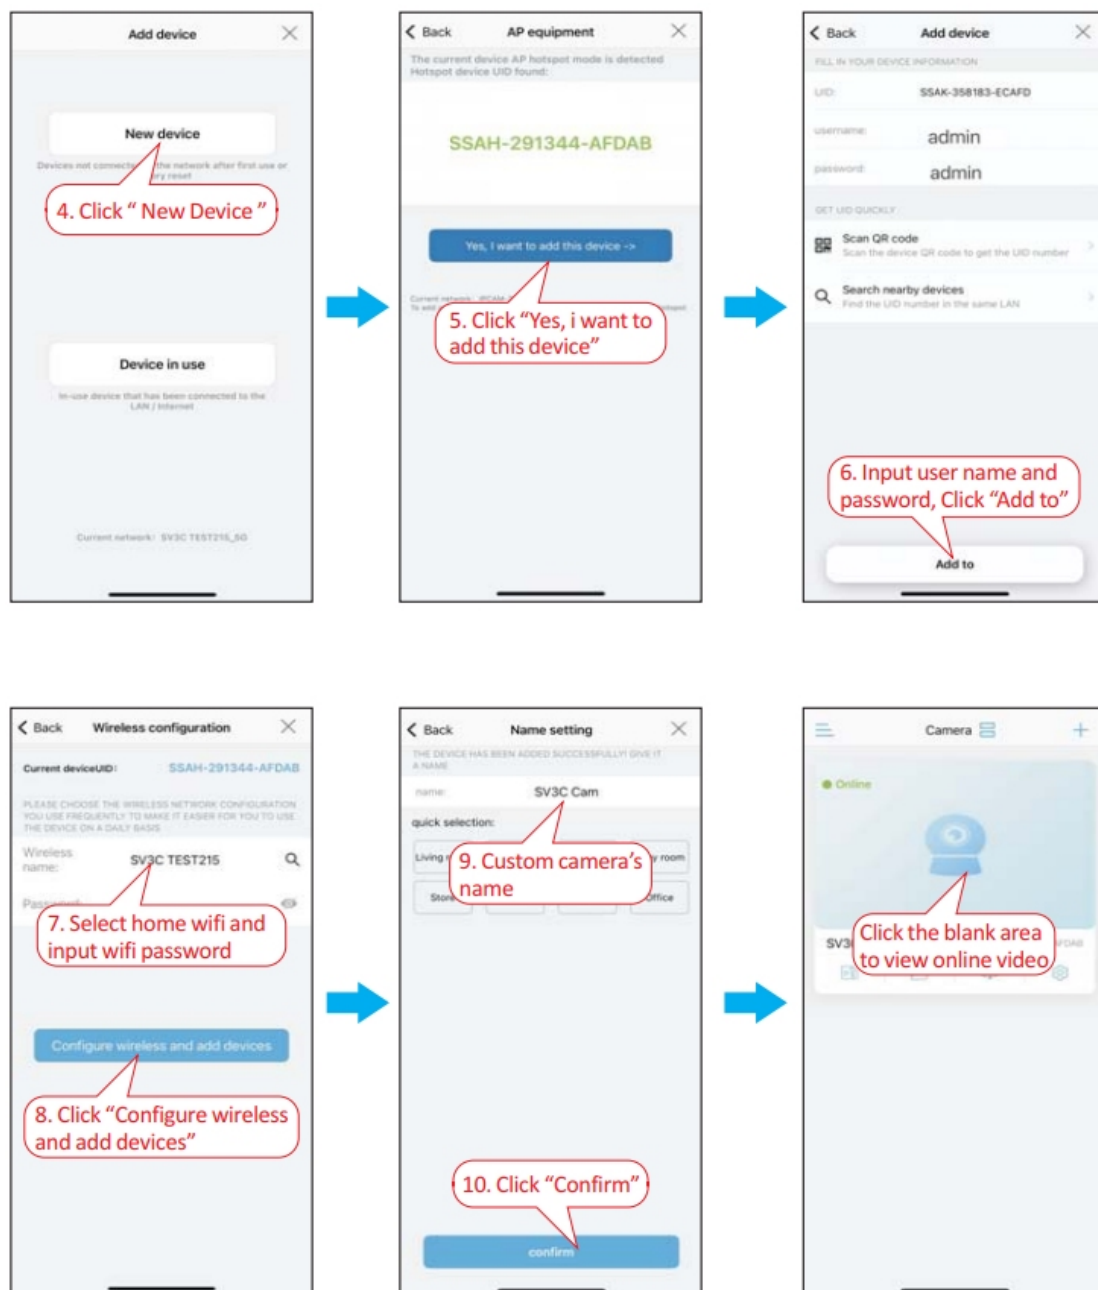 Add device
New device
Devices not connecte the network after first use or
ry reset
4. Click “ New Device ”
Device in use
In-use device that has been connected to the
LAN / Internet
Current network: SV3C TEST215_5G
Back AP equipment
The current device AP hotspot mode is detected
Hotspot device UID found:
SSAH-291344-AFDAB
Yes, I want to add this device ->
Current network:
To add
5. Click “Yes, i want to
add this device”
Back Add device
FILL IN YOUR DEVICE INFORMATION
UID: SSAK-358183-ECAFD
username: admin
password: admin
GET UID QUICKLY
Scan QR code
Scan the device QR code to get the UID number
Search nearby devices
Find the UID number in the same LAN
6. Input user name and
password, Click “Add to”
Add to
Back Wireless configuration
Current deviceUID: SSAH-291344-AFDAB
PLEASE CHOOSE THE WIRELESS NETWORK CONFIGURATION
YOU USE FREQUENTLY TO MAKE IT EASIER FOR YOU TO USE
THE DEVICE ON A DAILY BASIS
Wireless
name: SV3C TEST215
Password:
7. Select home wifi and
input wifi password
Configure wireless and add devices
8. Click “Configure wireless
and add devices”
Back Name setting
THE DEVICE HAS BEEN ADDED SUCCESSFULLY! GIVE IT
A NAME
name: SV3C Cam
quick selection:
Living y room
9. Custom camera’s
name
Store Office
10. Click “Confirm”
confirm
Camera
Online
Click the blank area
to view online video
SV3 AFDAB